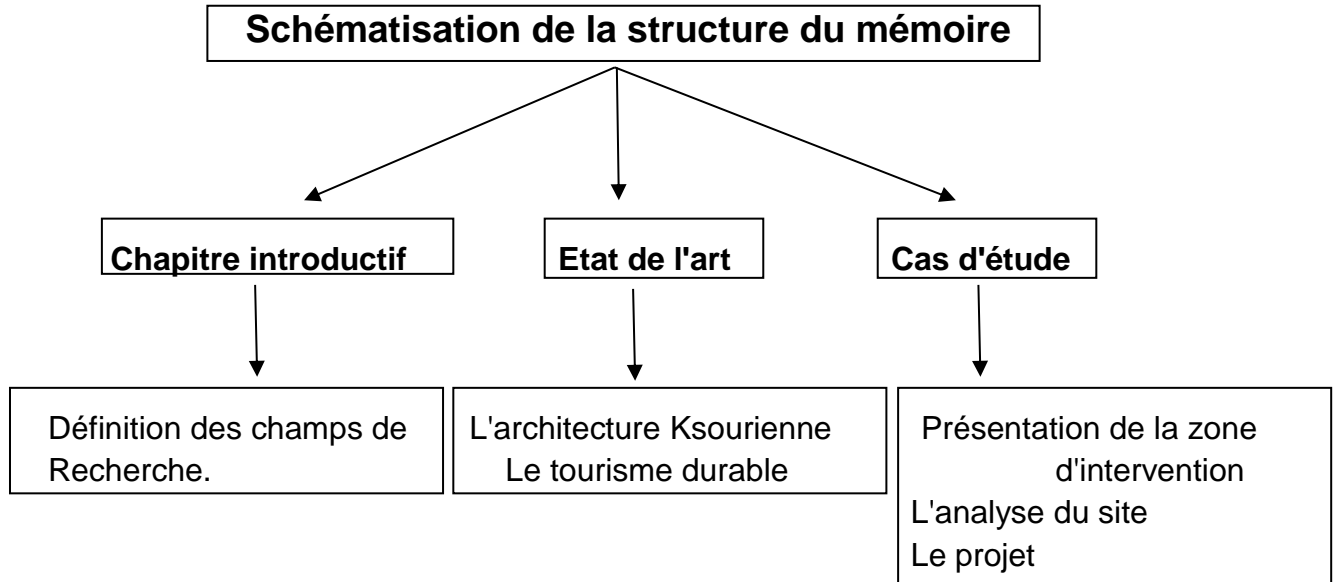 Schématisation de la structure du mémoire
Chapitre introductif
Etat de l'art
Cas d'étude
Définition des champs de
Recherche.
L'architecture Ksourienne
Le tourisme durable
Présentation de la zone
d'intervention
L'analyse du site
Le projet